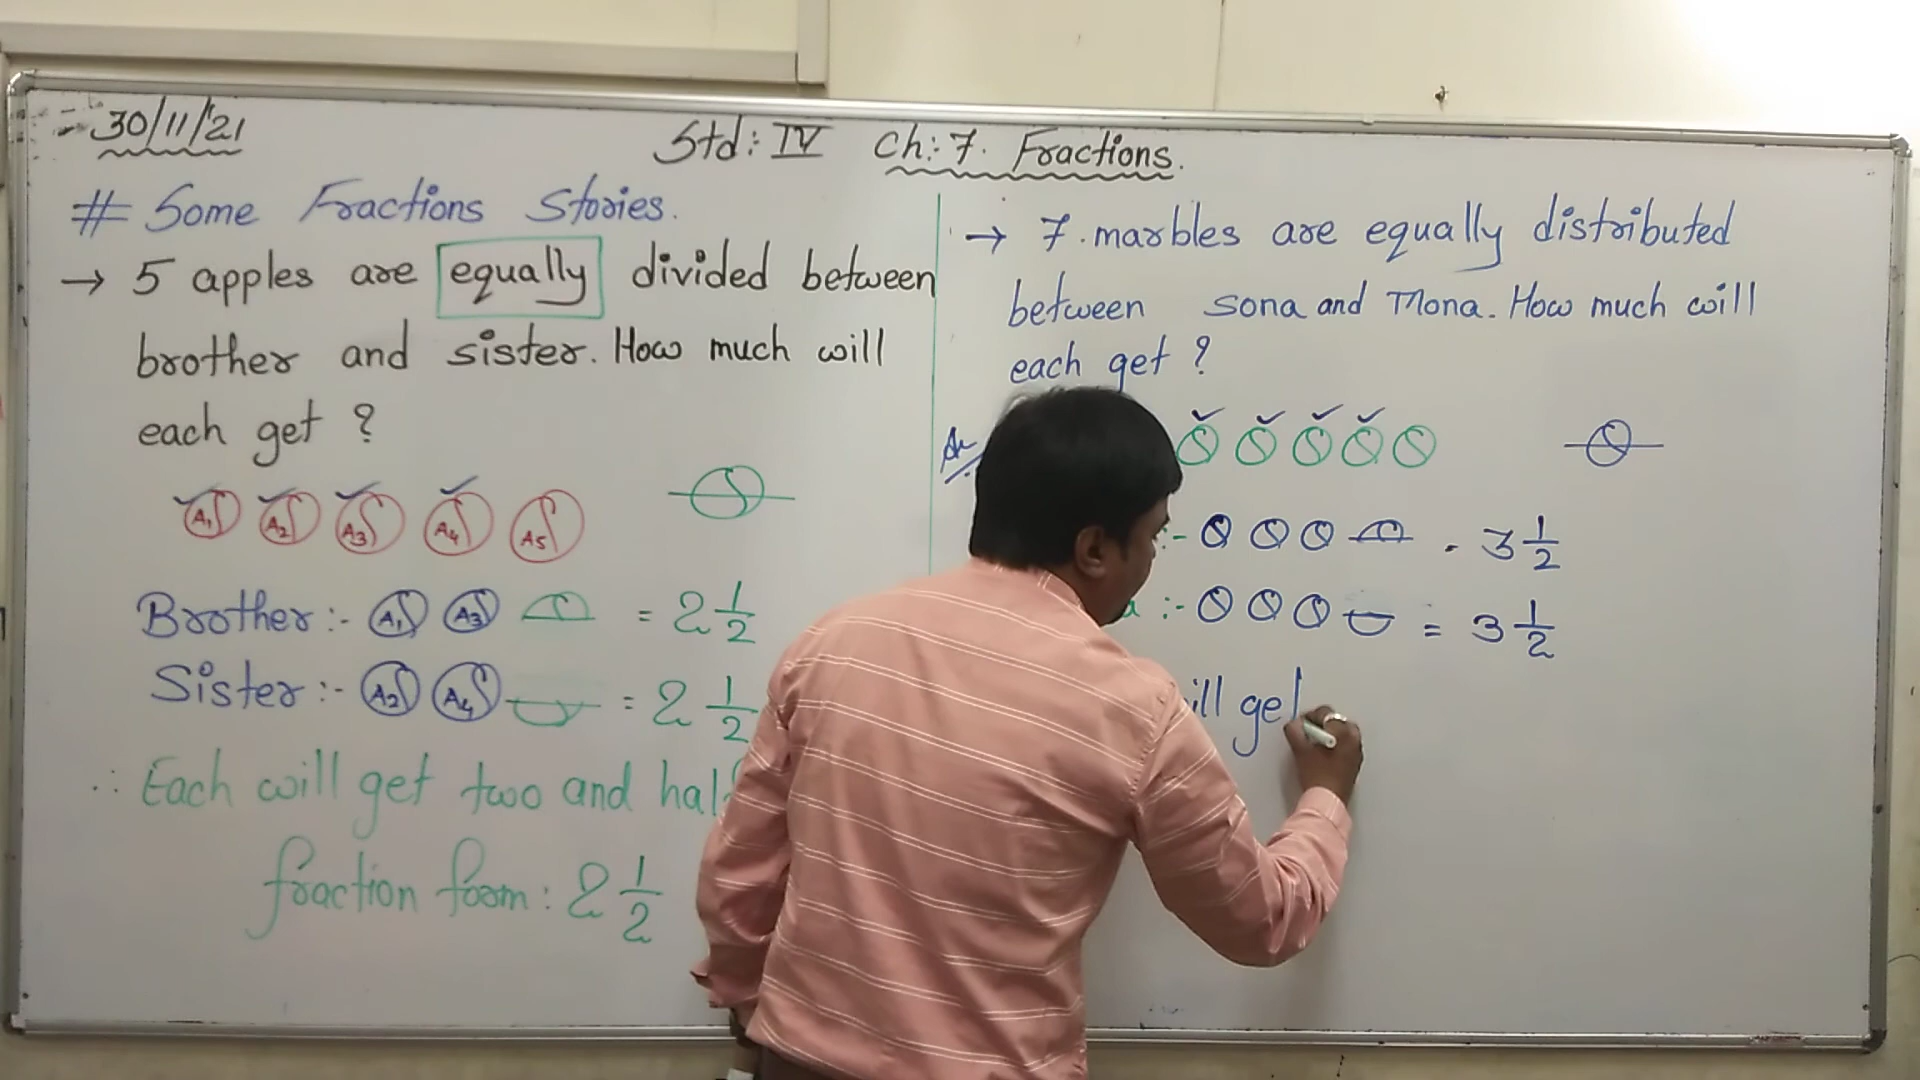 30/11/21
Std: IV Ch: 7. Fractions.
# Some Fractions Stories.
→ 5 apples are equally divided between
brother and sister. How much will
each get ?
A1 A2 A3 A4 A5
Brother :- A1 A3 = 2 1/2
Sister :- A2 A4 = 2 1/2
∴ Each will get two and half
fraction form : 2 1/2
→ 7. marbles are equally distributed
between Sona and Mona. How much will
each get ?
:- . 3 1/2
a :- = 3 1/2
ill get